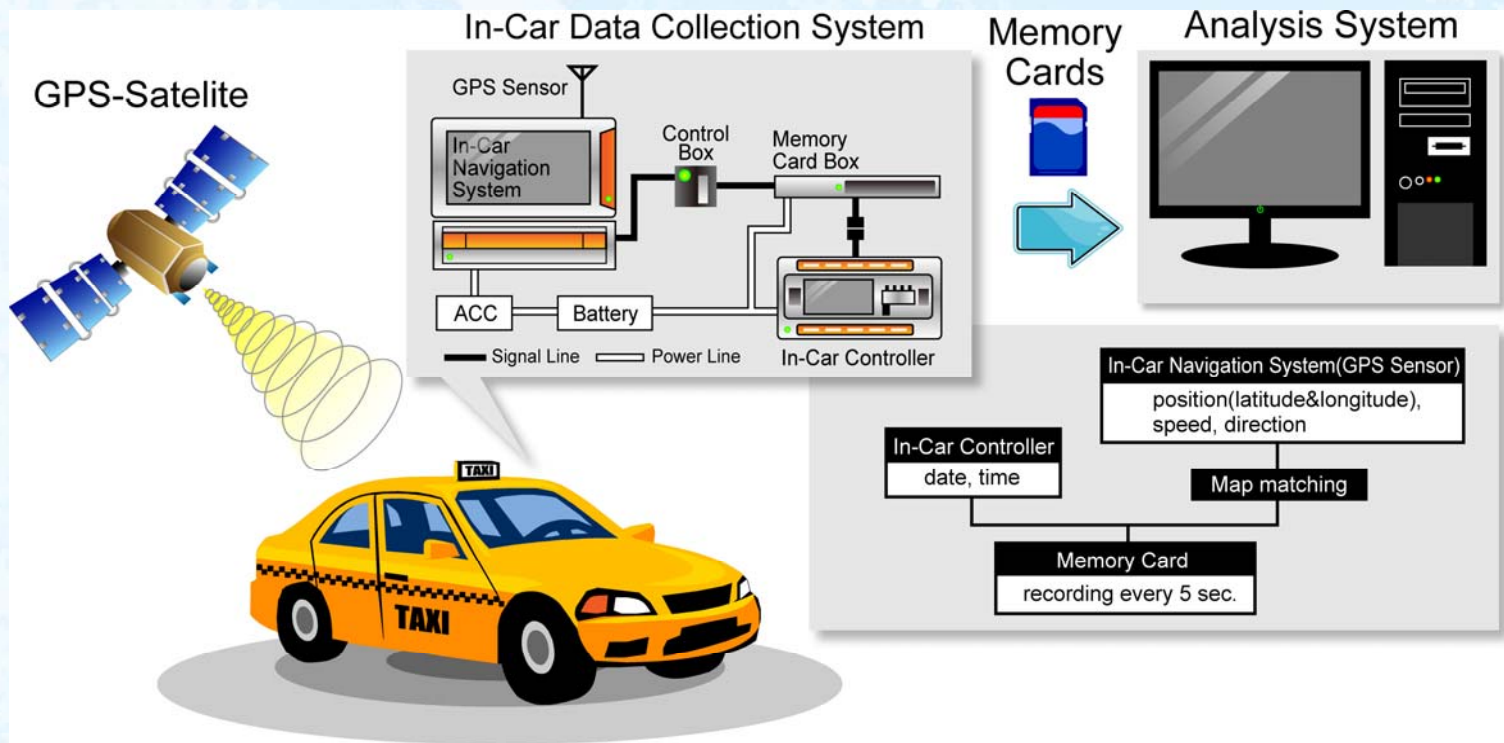 In-Car Data Collection System
Memory
Cards
Analysis System
GPS-Satelite
GPS Sensor
In-Car
Navigation
System
Control
Box
Memory
Card Box
ACC
Battery
Signal Line
Power Line
In-Car Controller
In-Car Navigation System(GPS Sensor)
position(latitude&longitude),
speed, direction
In-Car Controller
date, time
Map matching
Memory Card
recording every 5 sec.
TAXI
TAXI